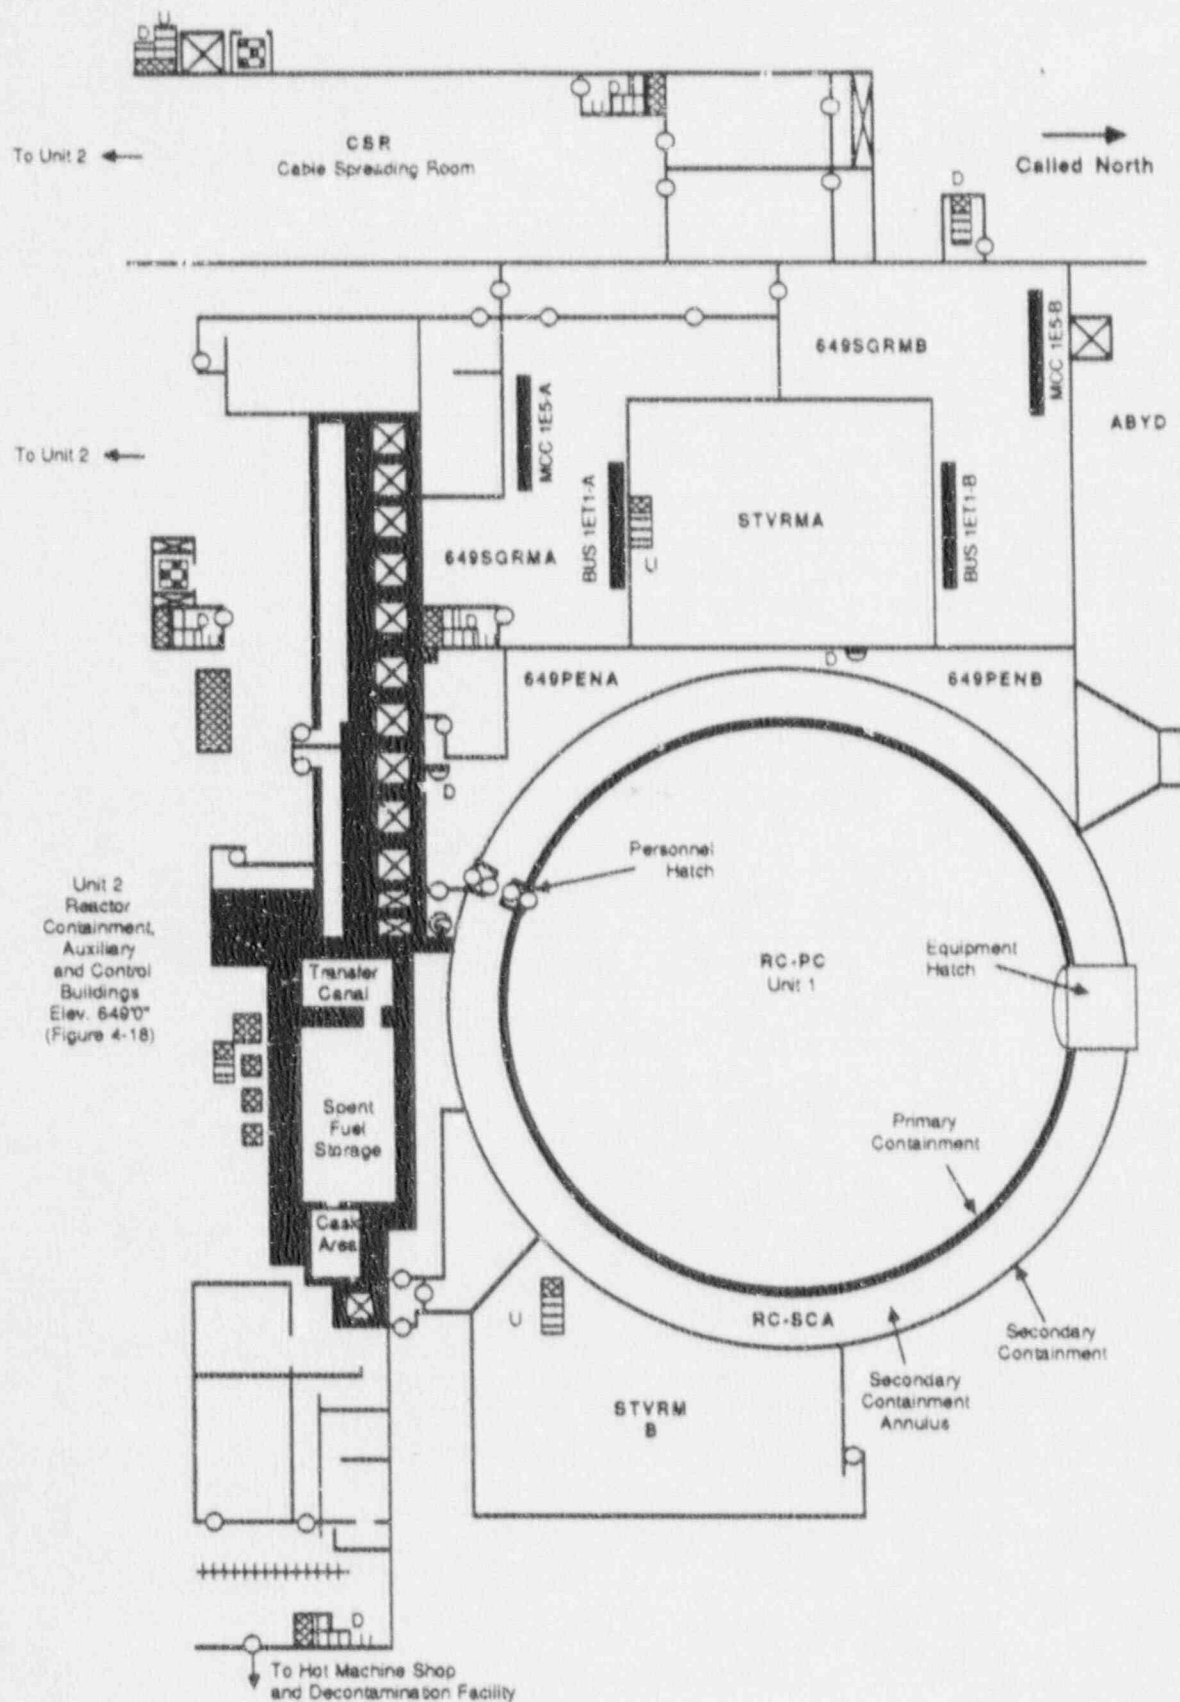 D
U
CSR
Cable Spreading Room
To Unit 2
U
D
Called North
D
649SGRMB
MCC 1E5-B
ABYD
To Unit 2
MCC 1E5-A
BUS 1ET1-A
U
STVRMA
BUS 1ET1-B
649SGRMA
D
U
D
U
D
649PENA
649PENB
D
Personnel
Hatch
Unit 2
Reactor
Containment,
Auxiliary
and Control
Buildings
Elev. 649'0"
(Figure 4-18)
Transfer
Canal
RC-PC
Unit 1
Equipment
Hatch
Spent
Fuel
Storage
Primary
Containment
Cask
Area
U
RC-SCA
Secondary
Containment
Secondary
Containment
Annulus
STVRM
B
D
U
To Hot Machine Shop
and Decontamination Facility